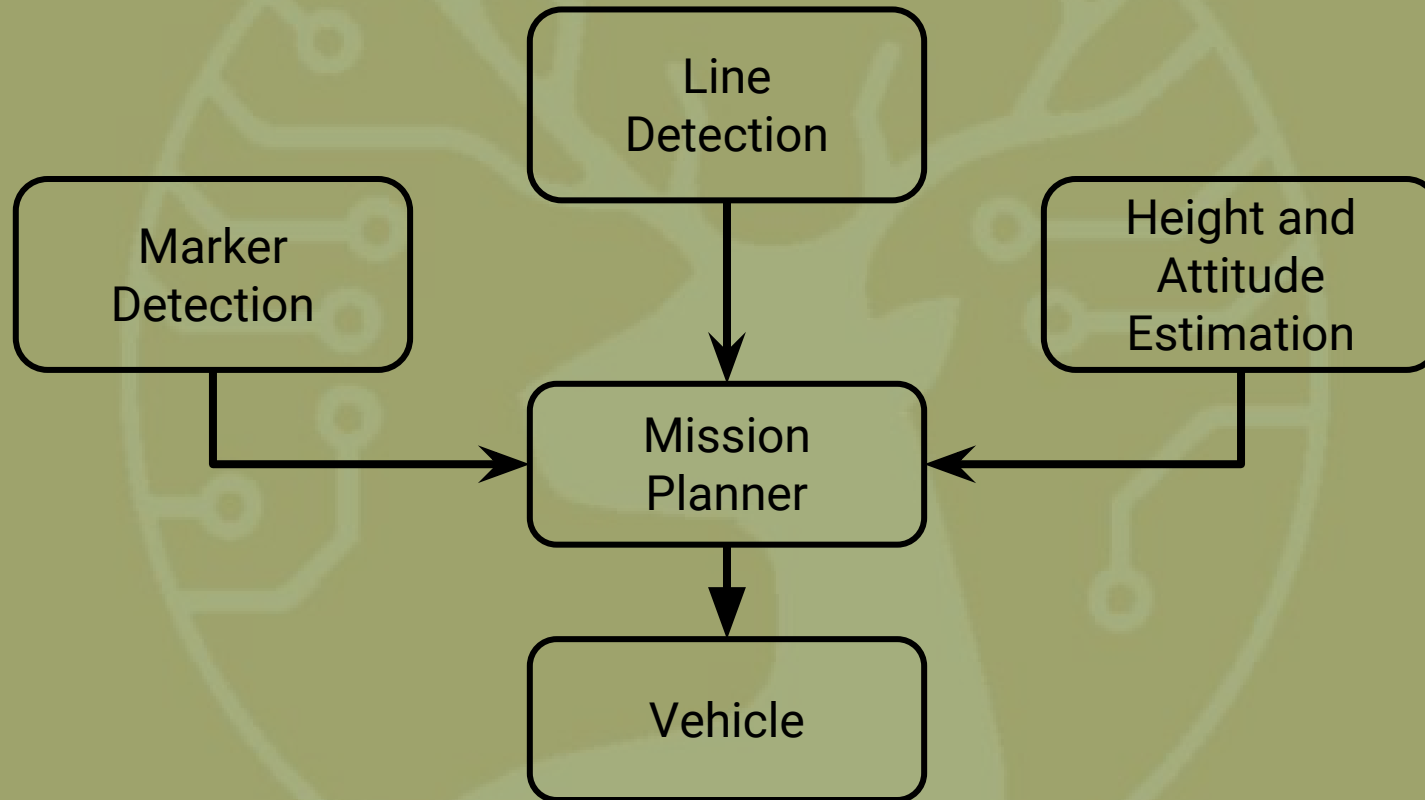 Line
Detection
Marker
Detection
Height and
Attitude
Estimation
Mission
Planner
Vehicle